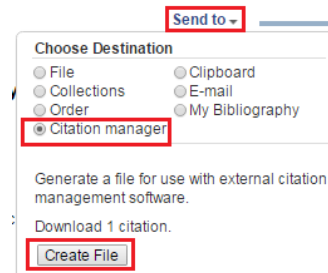 Send to
Choose Destination
File
Clipboard
Collections
E-mail
Order
My Bibliography
Citation manager
Generate a file for use with external citation
management software.
Download 1 citation.
Create File